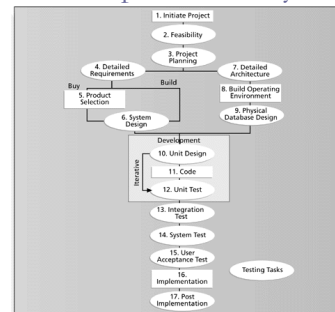 1. Initiate Project
2. Feasibility
3. Project
Planning
4. Detailed
Requirements
7. Detailed
Architecture
Buy
Build
5. Product
Selection
8. Build Operating
Environment
6. System
Design
9. Physical
Database Design
Development
10. Unit Design
Iterative
11. Code
12. Unit Test
13. Integration
Test
14. System Test
15. User
Acceptance Test
Testing Tasks
16.
Implementation
17. Post
Implementation